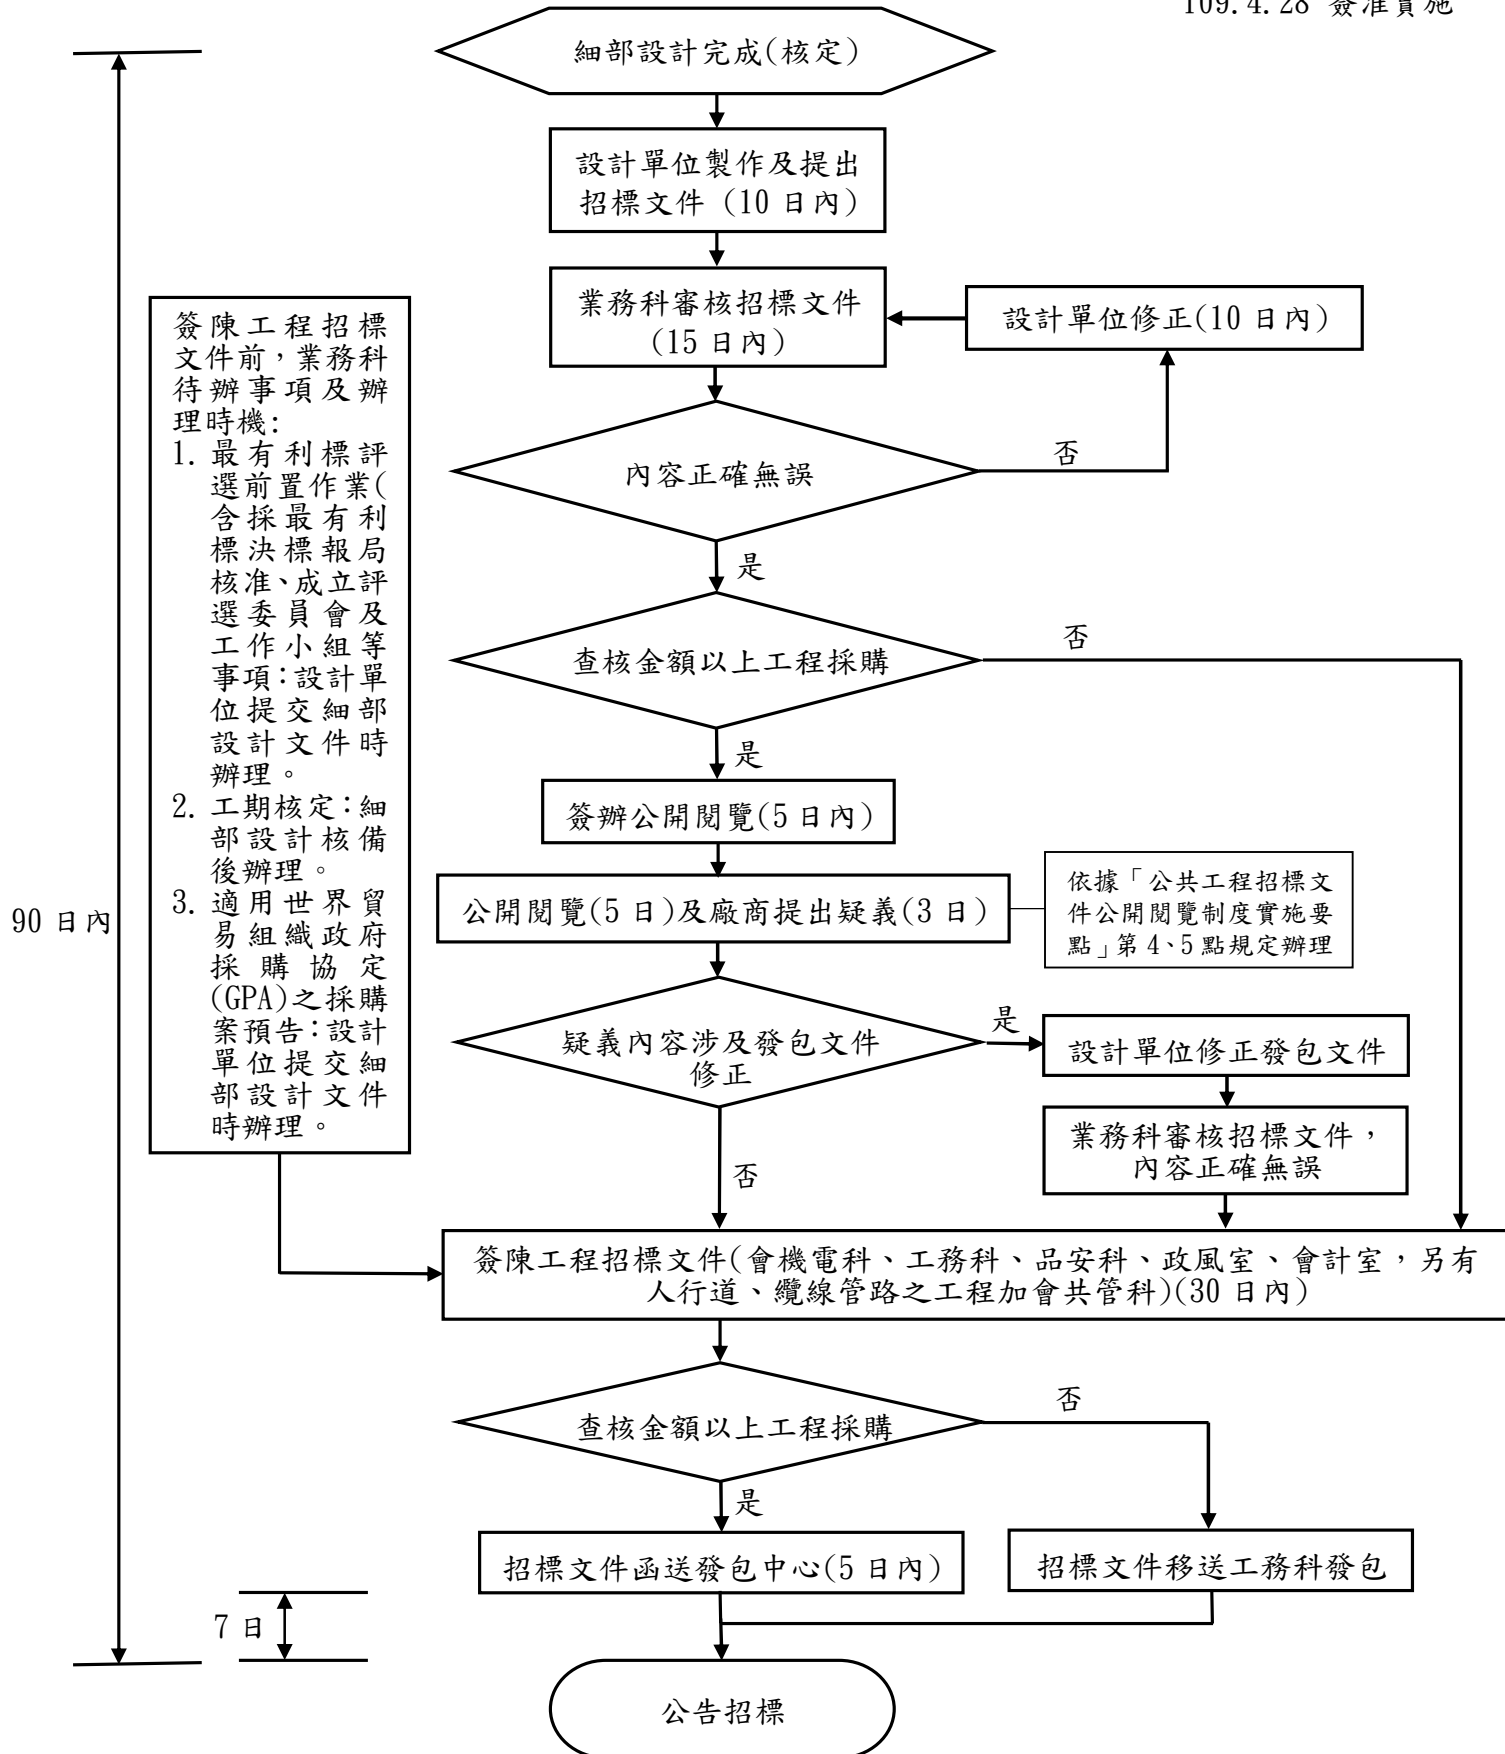 109.4.28 簽准實施
細部設計完成(核定)
設計單位製作及提出
招標文件 (10 日內)
業務科審核招標文件
(15 日內)
設計單位修正(10 日內)
內容正確無誤
否
是
查核金額以上工程採購
否
是
簽辦公開閱覽(5 日內)
公開閱覽(5 日)及廠商提出疑義(3 日)
依據「公共工程招標文
件公開閱覽制度實施要
點」第 4、5 點規定辦理
疑義內容涉及發包文件
修正
是
設計單位修正發包文件
業務科審核招標文件，
內容正確無誤
否
簽陳工程招標
文件前，業務科
待辦事項及辦
理時機:
1. 最有利標評
選前置作業(
含採最有利
標決標報局
核准、成立評
選委員會及
工作小組等
事項：設計單
位提交細部
設計文件時
辦理。
2. 工期核定：細
部設計核備
後辦理。
3. 適用世界貿
易組織政府
採購協定
(GPA)之採購
案預告：設計
單位提交細
部設計文件
時辦理。
90 日內
簽陳工程招標文件(會機電科、工務科、品安科、政風室、會計室，另有
人行道、纜線管路之工程加會共管科)(30 日內)
查核金額以上工程採購
否
是
招標文件函送發包中心(5 日內)
招標文件移送工務科發包
7 日
公告招標